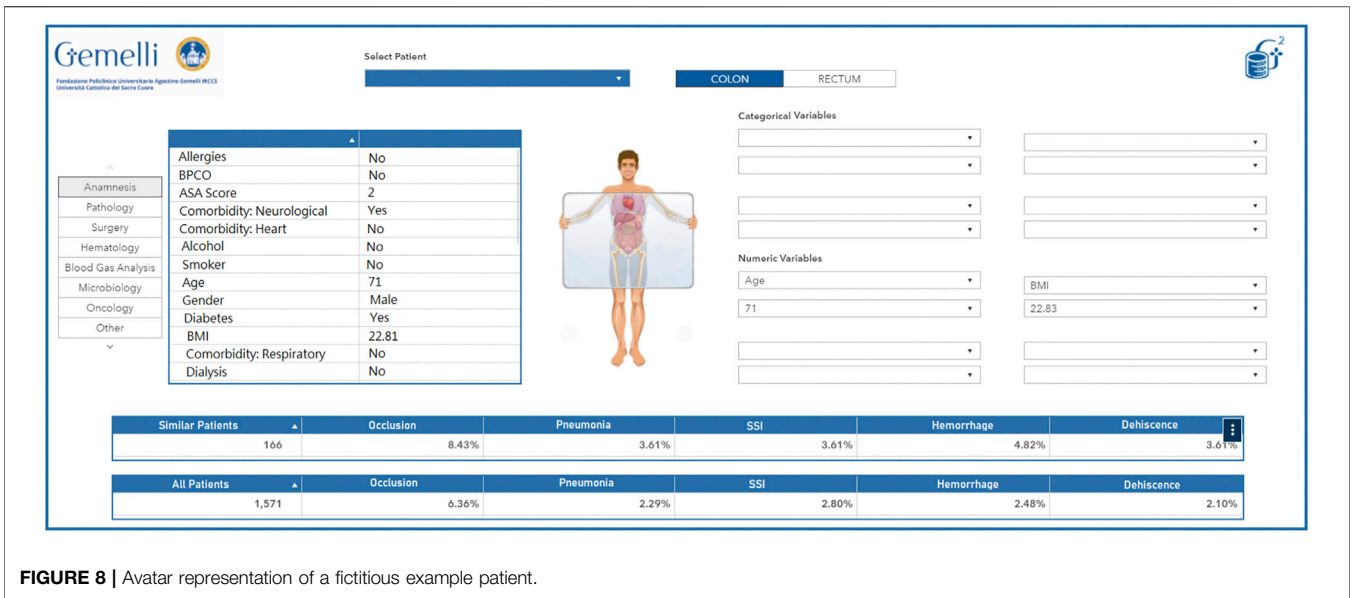 Gemelli
Fondazione Policlinico Universitario Agostino Gemelli IRCCS
Università Cattolica del Sacro Cuore
Select Patient
COLON RECTUM
G 2
Anamnesis
Pathology
Surgery
Hematology
Blood Gas Analysis
Microbiology
Oncology
Other
Allergies No
BPCO No
ASA Score 2
Comorbidity: Neurological Yes
Comorbidity: Heart No
Alcohol No
Smoker No
Age 71
Gender Male
Diabetes Yes
BMI 22.81
Comorbidity: Respiratory No
Dialysis No
Categorical Variables
Numeric Variables
Age BMI
71 22.83
Similar Patients Occlusion Pneumonia SSI Hemorrhage Dehiscence
166 8.43% 3.61% 3.61% 4.82% 3.61%
All Patients Occlusion Pneumonia SSI Hemorrhage Dehiscence
1,571 6.36% 2.29% 2.80% 2.48% 2.10%
FIGURE 8 | Avatar representation of a fictitious example patient.